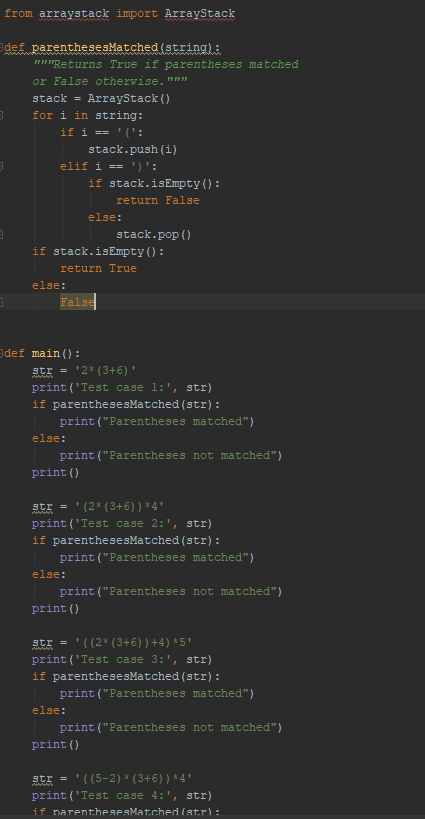 from arraystack import ArrayStack
def parenthesesMatched(string):
"""Returns True if parentheses matched
or False otherwise."""
stack = ArrayStack()
for i in string:
if i == '(':
stack.push(i)
elif i == ')':
if stack.isEmpty():
return False
else:
stack.pop()
if stack.isEmpty():
return True
else:
False
def main():
str = '2*(3+6)'
print('Test case 1:', str)
if parenthesesMatched(str):
print("Parentheses matched")
else:
print("Parentheses not matched")
print()
str = '(2*(3+6))*4'
print('Test case 2:', str)
if parenthesesMatched(str):
print("Parentheses matched")
else:
print("Parentheses not matched")
print()
str = '((2*(3+6))+4)*5'
print('Test case 3:', str)
if parenthesesMatched(str):
print("Parentheses matched")
else:
print("Parentheses not matched")
print()
str = '((5-2)*(3+6))*4'
print('Test case 4:', str)
if parenthesesMatched(str):